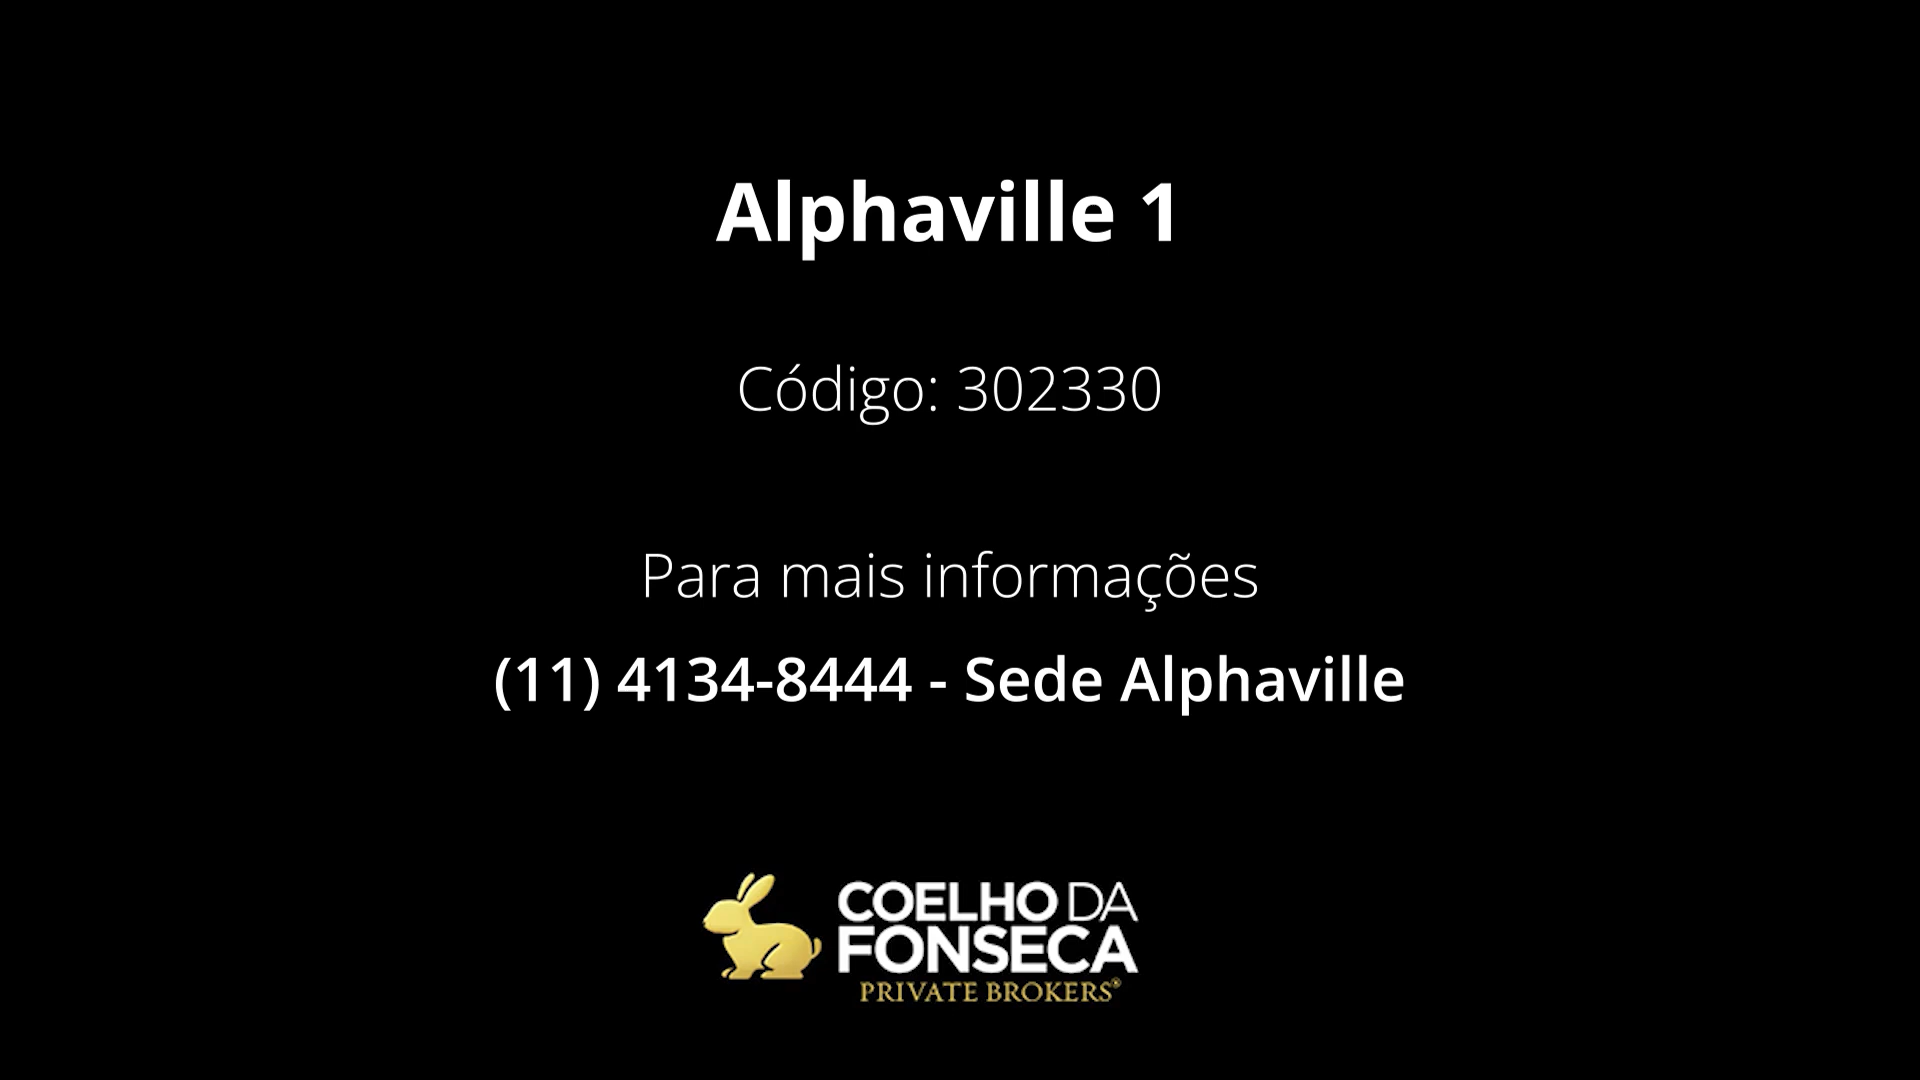 Alphaville 1
Código: 302330
Para mais informações
(11) 4134-8444 - Sede Alphaville
COELHO DA
FONSECA
PRIVATE BROKERS®